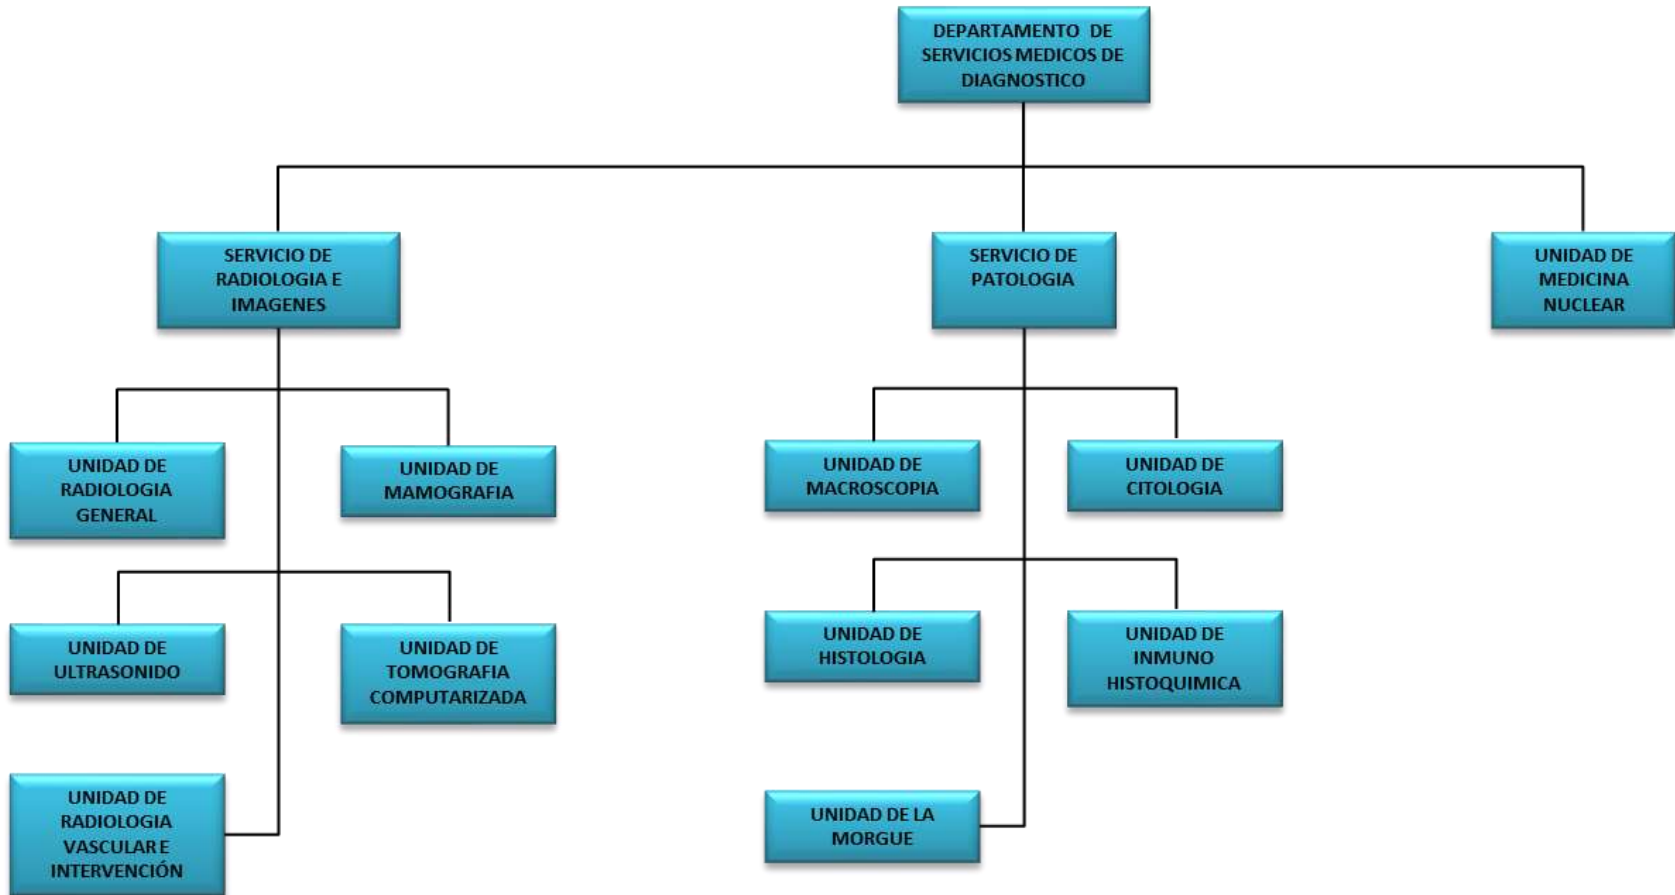 DEPARTAMENTO DE
SERVICIOS MEDICOS DE
DIAGNOSTICO
SERVICIO DE
RADIOLOGIA E
IMAGENES
SERVICIO DE
PATOLOGIA
UNIDAD DE
MEDICINA
NUCLEAR
UNIDAD DE
RADIOLOGIA
GENERAL
UNIDAD DE
MAMOGRAFIA
UNIDAD DE
MACROSCOPIA
UNIDAD DE
CITOLOGIA
UNIDAD DE
ULTRASONIDO
UNIDAD DE
TOMOGRAFIA
COMPUTARIZADA
UNIDAD DE
HISTOLOGIA
UNIDAD DE
INMUNO
HISTOQUIMICA
UNIDAD DE
RADIOLOGIA
VASCULAR E
INTERVENCIÓN
UNIDAD DE LA
MORGUE